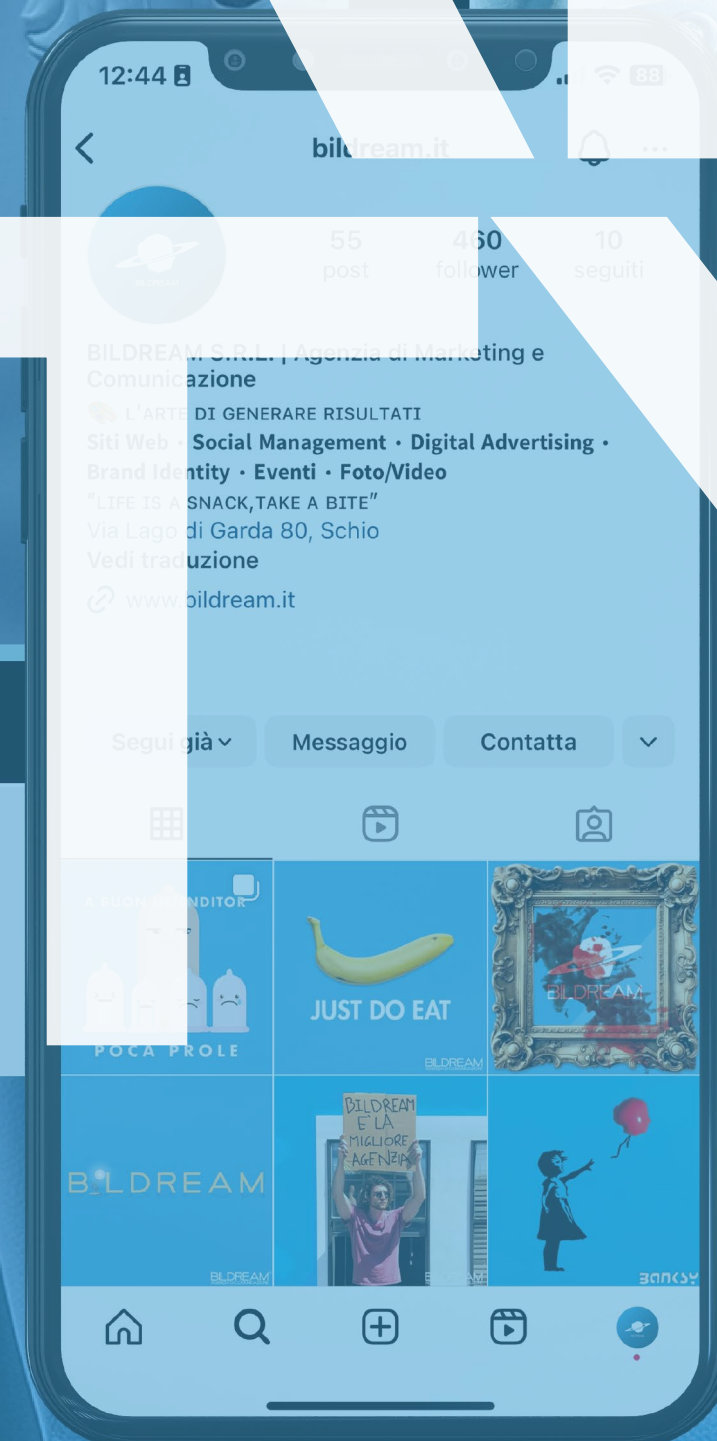 12:44
bildream.it
55 460 10
post follower seguiti
BILDREAM S.R.L. | Agenzia di Marketing e
Comunicazione
L'ARTE DI GENERARE RISULTATI
Siti Web · Social Management · Digital Advertising ·
Brand Identity · Eventi · Foto/Video
"LIFE IS A SNACK,TAKE A BITE"
Via Lago di Garda 80, Schio
Vedi traduzione
www.bildream.it
Segui già Messaggio Contatta
A BUON INTENDITOR
POCA PROLE
JUST DO EAT
BILDREAM
BILDREAM
BILDREAM
BILDREAM
BILDREAM
E' LA
MIGLIORE
AGENZIA
BANKSY